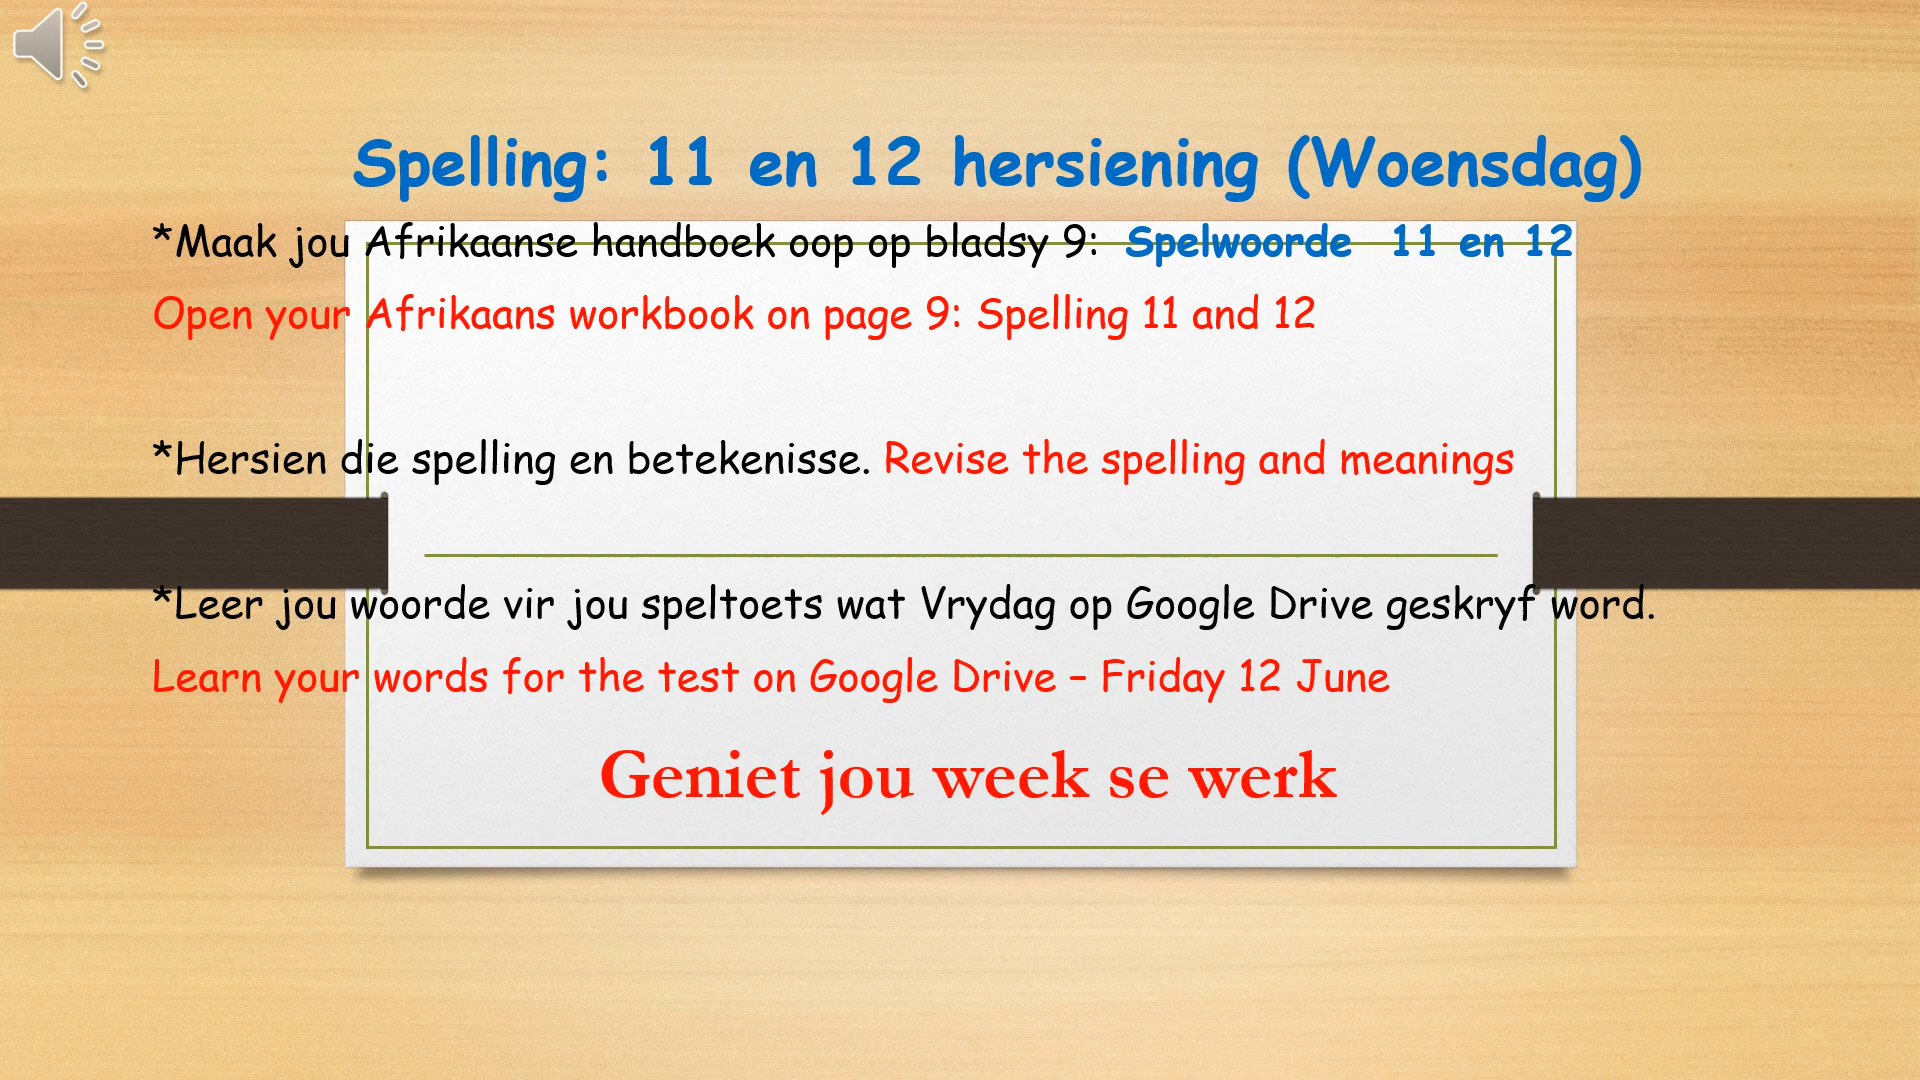 Spelling: 11 en 12 hersiening (Woensdag)
*Maak jou Afrikaanse handboek oop op bladsy 9: Spelwoorde 11 en 12
Open your Afrikaans workbook on page 9: Spelling 11 and 12
*Hersien die spelling en betekenisse. Revise the spelling and meanings
*Leer jou woorde vir jou speltoets wat Vrydag op Google Drive geskryf word.
Learn your words for the test on Google Drive – Friday 12 June
Geniet jou week se werk